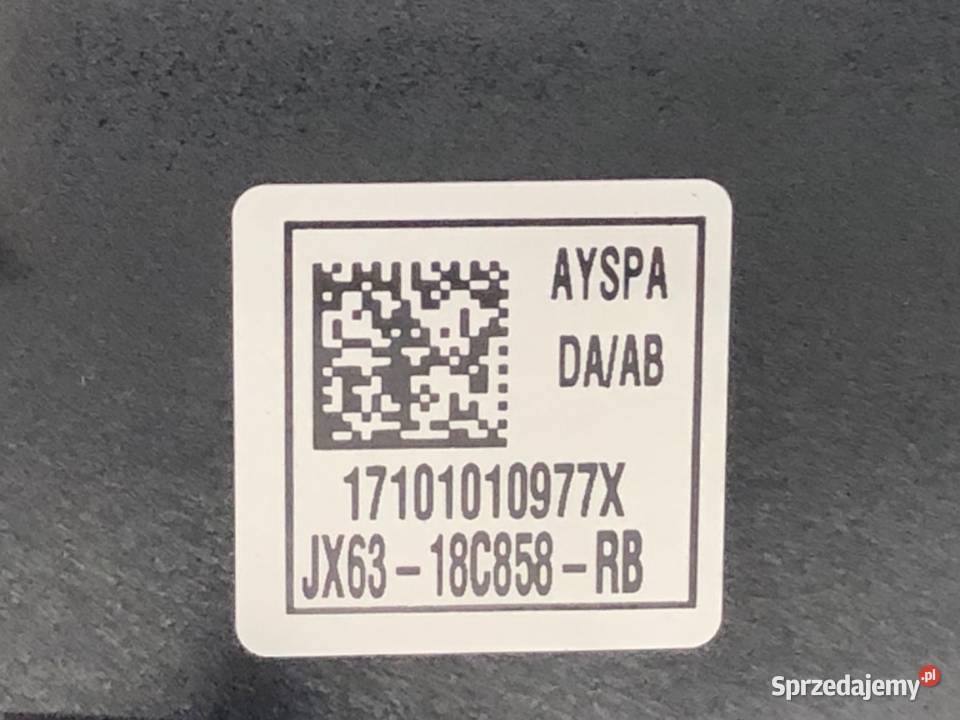 AYSPA
DA/AB
17101010977X
JX63-18C858-RB
Sprzedajemy.pl